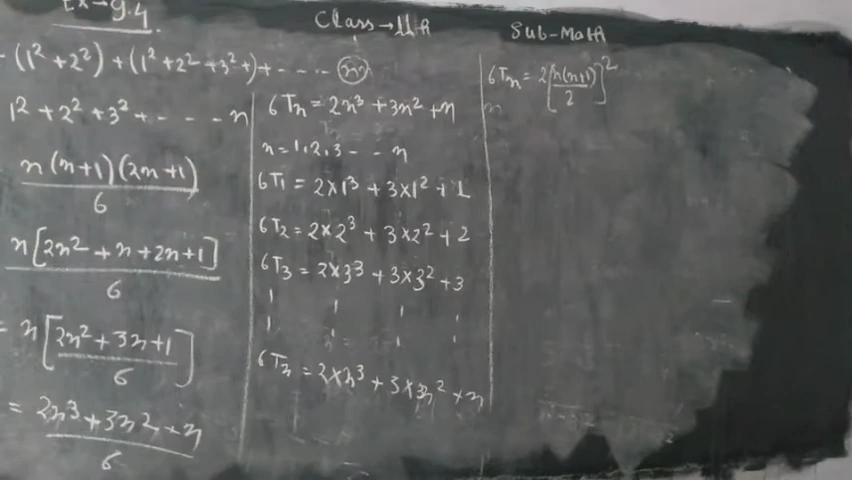 Ex→9.4
Class→11A
Sub-Math
(1²+2²)+(1²+2²+3²+)+----
1²+2²+3²+----n
n(n+1)(2n+1)
6
n[2n²+n+2n+1]
6
= n[2n²+3n+1
6]
= 2n³+3n²+n
6
6Tn = 2n³+3n²+n
n=1,2,3--n
6T1 = 2×1³+3×1²+1
6T2 = 2×2³+3×2²+2
6T3 = 2×3³+3×3²+3
6Tn = 2×n³+3×n²+n
6Tn = 2[n(n+1)
2]²